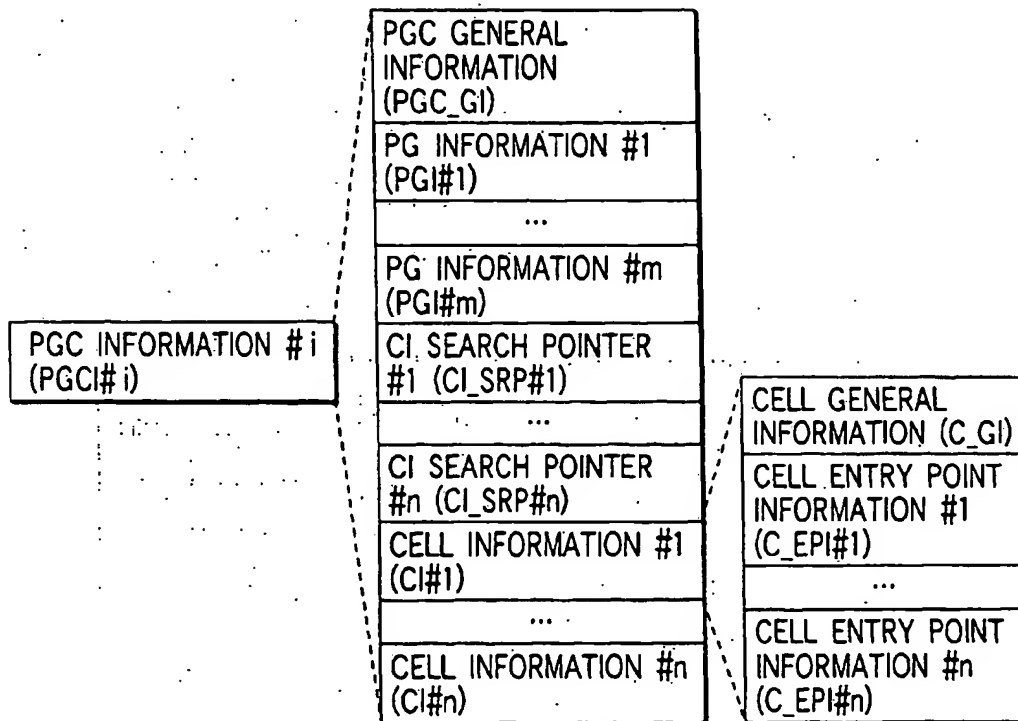 PGC GENERAL
INFORMATION
(PGC_GI)
PG INFORMATION #1
(PGI#1)
...
PG INFORMATION #m
(PGI#m)
PGC INFORMATION #i
(PGCI#i)
CI SEARCH POINTER
#1 (CI_SRP#1)
...
CI SEARCH POINTER
#n (CI_SRP#n)
CELL INFORMATION #1
(CI#1)
...
CELL INFORMATION #n
(CI#n)
CELL GENERAL
INFORMATION (C_GI)
CELL ENTRY POINT
INFORMATION #1
(C_EPI#1)
...
CELL ENTRY POINT
INFORMATION #n
(C_EPI#n)